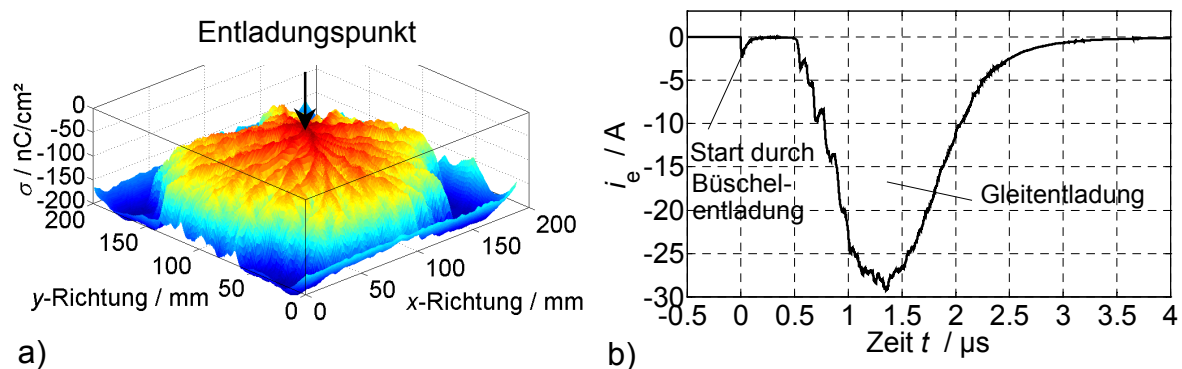 Entladungspunkt
σ / nC/cm²
0
-50
-100
-150
-200
200
150
100
50
0
y-Richtung / mm
0
50
100
150
200
x-Richtung / mm
a)
i_e / A
0
-5
-10
-15
-20
-25
-30
Start durch
Büschel-
entladung
Gleitentladung
-0.5 0 0.5 1 1.5 2 2.5 3 3.5 4
Zeit t / µs
b)